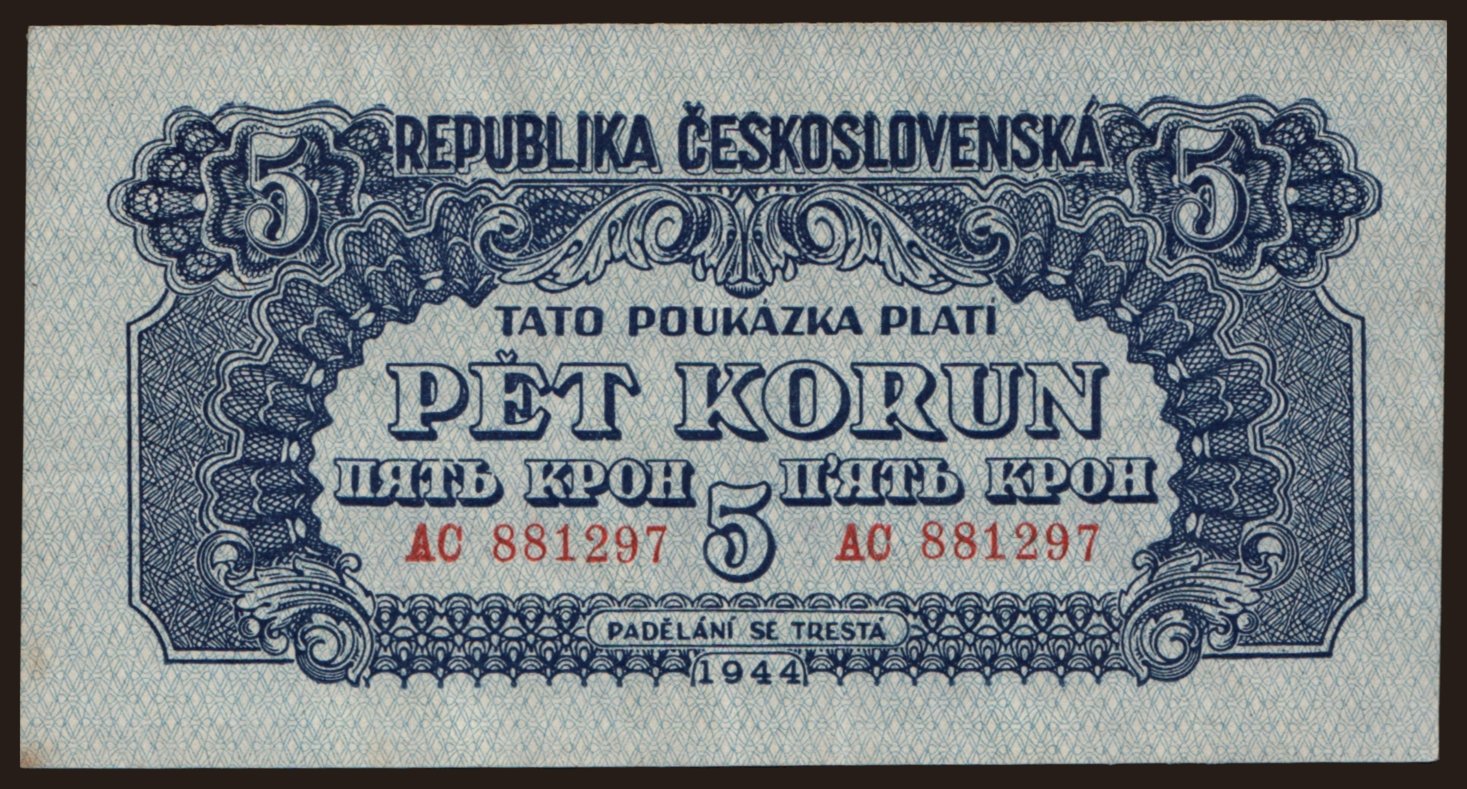 5 REPUBLIKA ČESKOSLOVENSKÁ 5
TATO POUKÁZKA PLATÍ
PĚT KORUN
ПЯТЬ КРОН 5 П'ЯТЬ КРОН
AC 881297 AC 881297
PADĚLÁNÍ SE TRESTÁ
1944